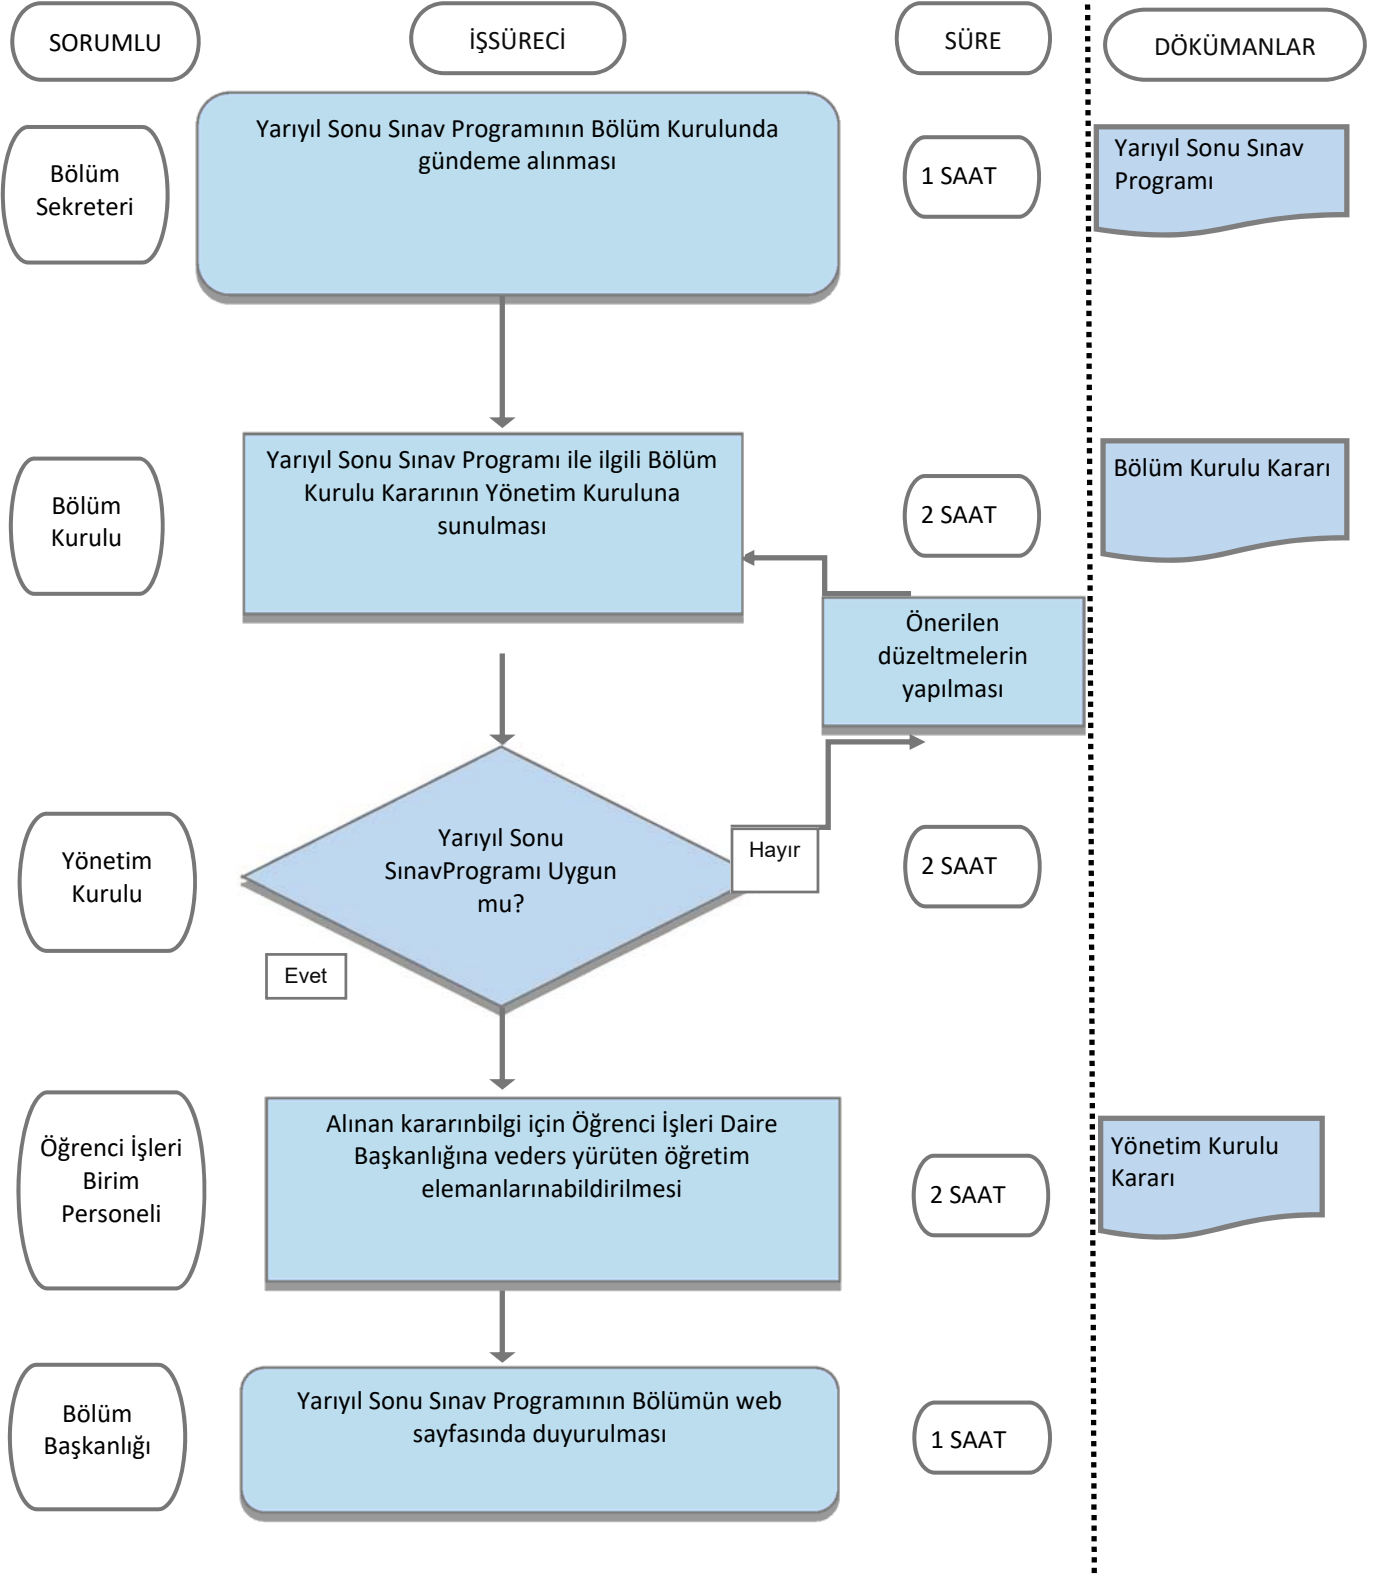 SORUMLU
İŞSÜRECİ
SÜRE
DÖKÜMANLAR
Bölüm
Sekreteri
Yarıyıl Sonu Sınav Programının Bölüm Kurulunda
gündeme alınması
1 SAAT
Yarıyıl Sonu Sınav
Programı
Bölüm
Kurulu
Yarıyıl Sonu Sınav Programı ile ilgili Bölüm
Kurulu Kararının Yönetim Kuruluna
sunulması
2 SAAT
Bölüm Kurulu Kararı
Önerilen
düzeltmelerin
yapılması
Yönetim
Kurulu
Yarıyıl Sonu
SınavProgramı Uygun
mu?
Hayır
2 SAAT
Evet
Öğrenci İşleri
Birim
Personeli
Alınan kararınbilgi için Öğrenci İşleri Daire
Başkanlığına veders yürüten öğretim
elemanlarınabildirilmesi
2 SAAT
Yönetim Kurulu
Kararı
Bölüm
Başkanlığı
Yarıyıl Sonu Sınav Programının Bölümün web
sayfasında duyurulması
1 SAAT